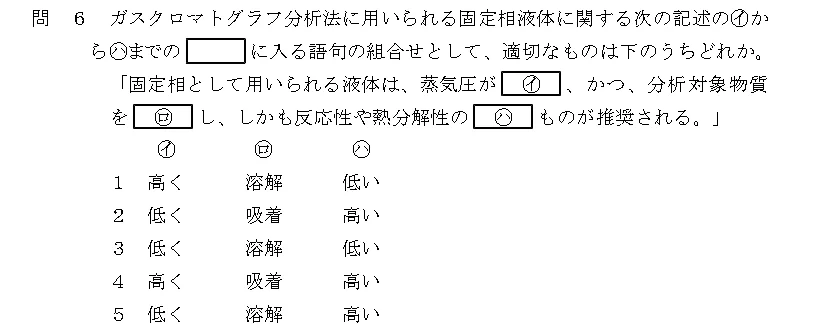 問　６　ガスクロマトグラフ分析法に用いられる固定相液体に関する次の記述の㋑か
ら㋩までの　　　　に入る語句の組合せとして、適切なものは下のうちどれか。
「固定相として用いられる液体は、蒸気圧が　㋑　、かつ、分析対象物質
を　㋺　し、しかも反応性や熱分解性の　㋩　ものが推奨される。」
㋑　㋺　㋩
１　高く　溶解　低い
２　低く　吸着　高い
３　低く　溶解　低い
４　高く　吸着　高い
５　低く　溶解　高い